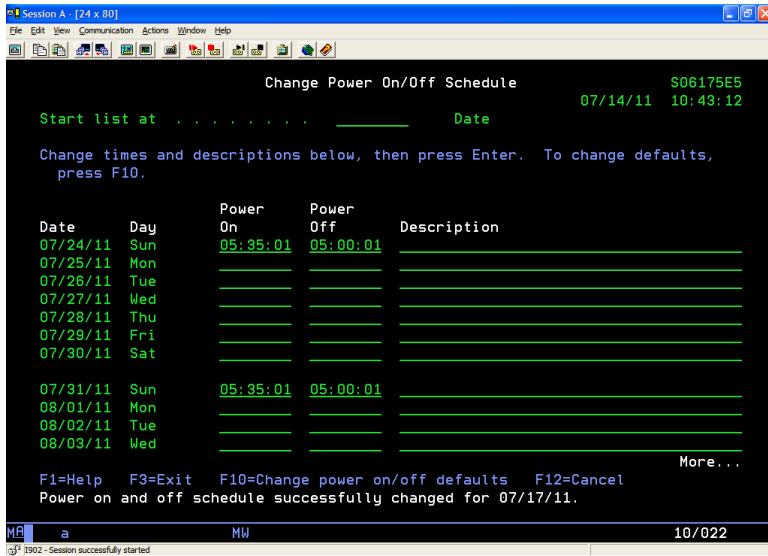 Session A - [24 x 80]
File Edit View Communication Actions Window Help
Change Power On/Off Schedule S06175E5
07/14/11 10:43:12
Start list at . . . . . . . . ________ Date
Change times and descriptions below, then press Enter. To change defaults,
press F10.
Power Power
Date Day On Off Description
07/24/11 Sun 05:35:01 05:00:01
07/25/11 Mon
07/26/11 Tue
07/27/11 Wed
07/28/11 Thu
07/29/11 Fri
07/30/11 Sat
07/31/11 Sun 05:35:01 05:00:01
08/01/11 Mon
08/02/11 Tue
08/03/11 Wed
More...
F1=Help F3=Exit F10=Change power on/off defaults F12=Cancel
Power on and off schedule successfully changed for 07/17/11.
MA a MW 10/022
I902 - Session successfully started